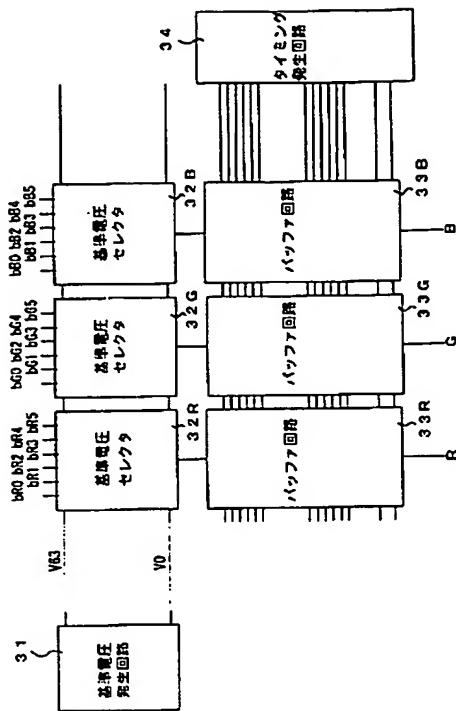 34
タイミング
発生回路
bB0 bB2 bB4
bB1 bB3 bB5
基準電圧
セレクタ
32B
バッファ回路
33B
B
bG0 bG2 bG4
bG1 bG3 bG5
基準電圧
セレクタ
32G
バッファ回路
33G
G
bR0 bR2 bR4
bR1 bR3 bR5
基準電圧
セレクタ
32R
バッファ回路
33R
R
V63
V0
31
基準電圧
発生回路